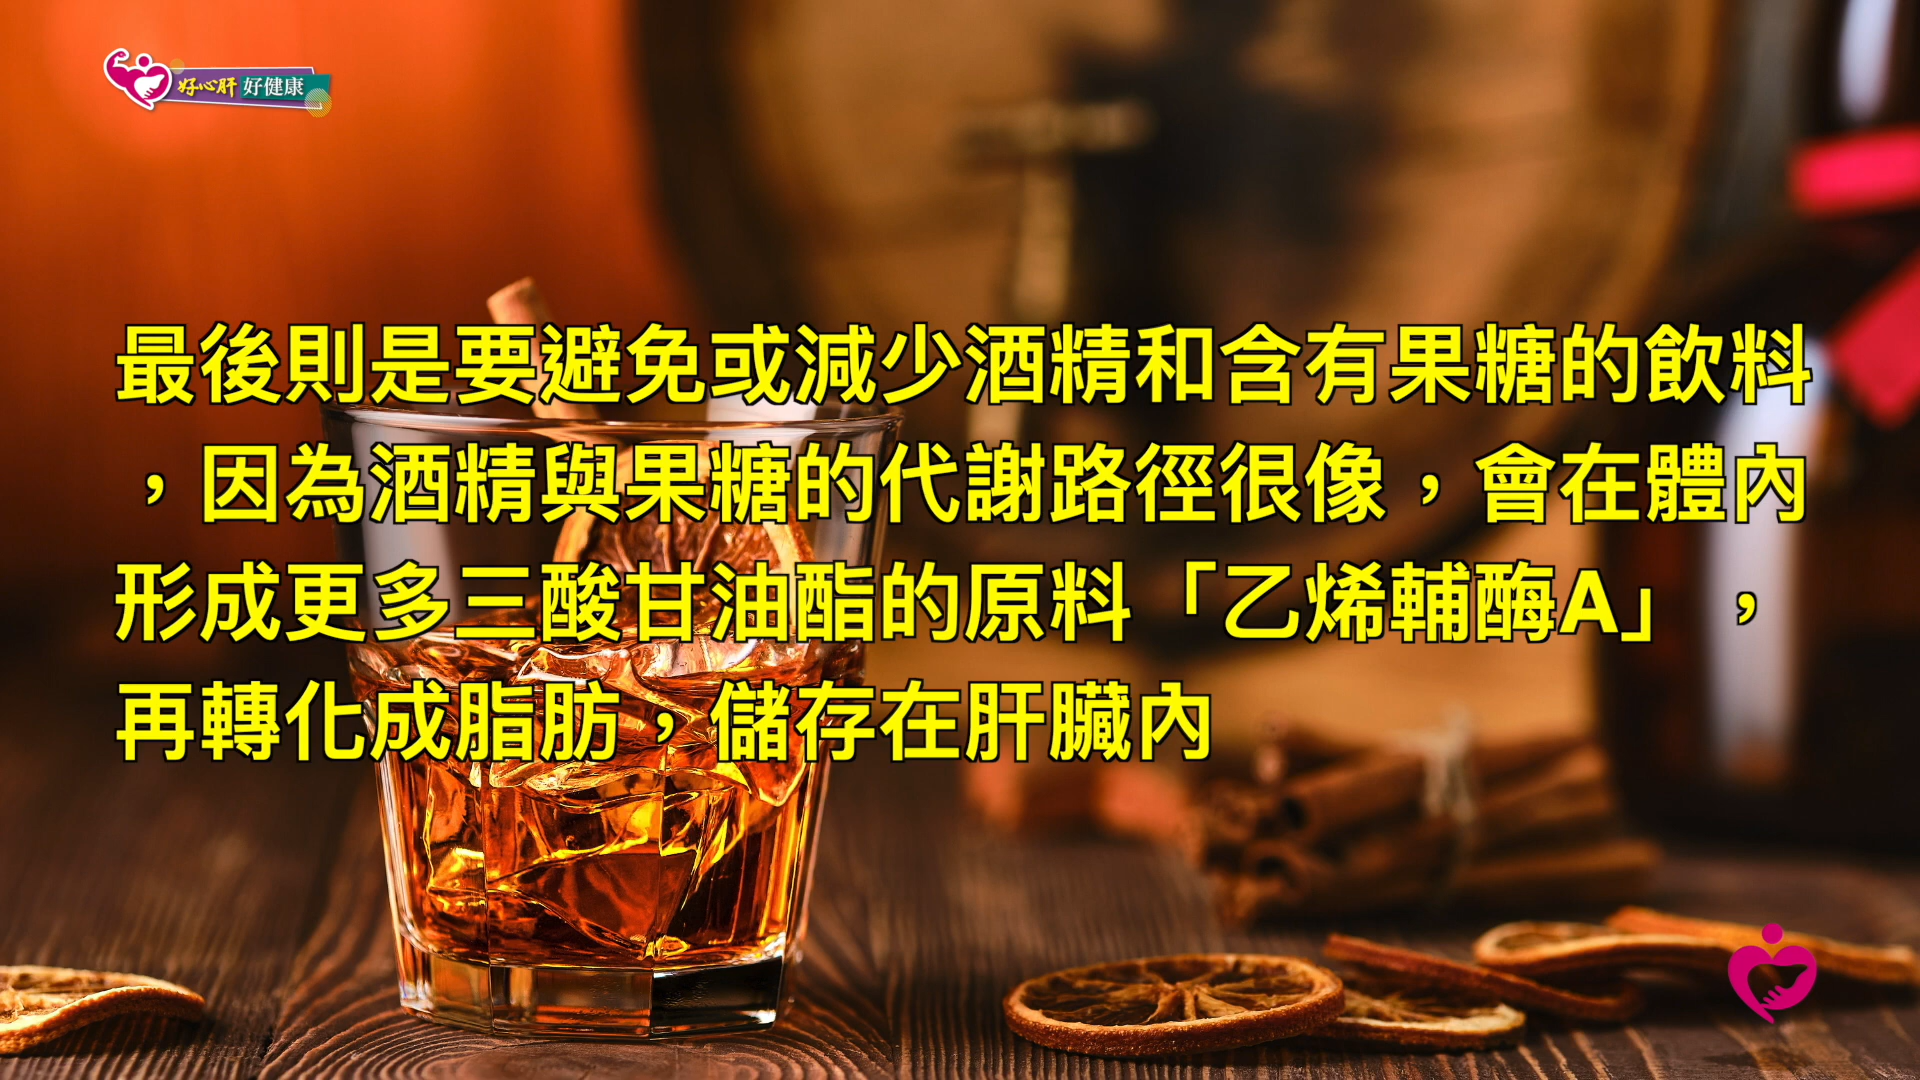 好心肝 好健康
最後則是要避免或減少酒精和含有果糖的飲料
，因為酒精與果糖的代謝路徑很像，會在體內
形成更多三酸甘油酯的原料「乙烯輔酶A」，
再轉化成脂肪，儲存在肝臟內